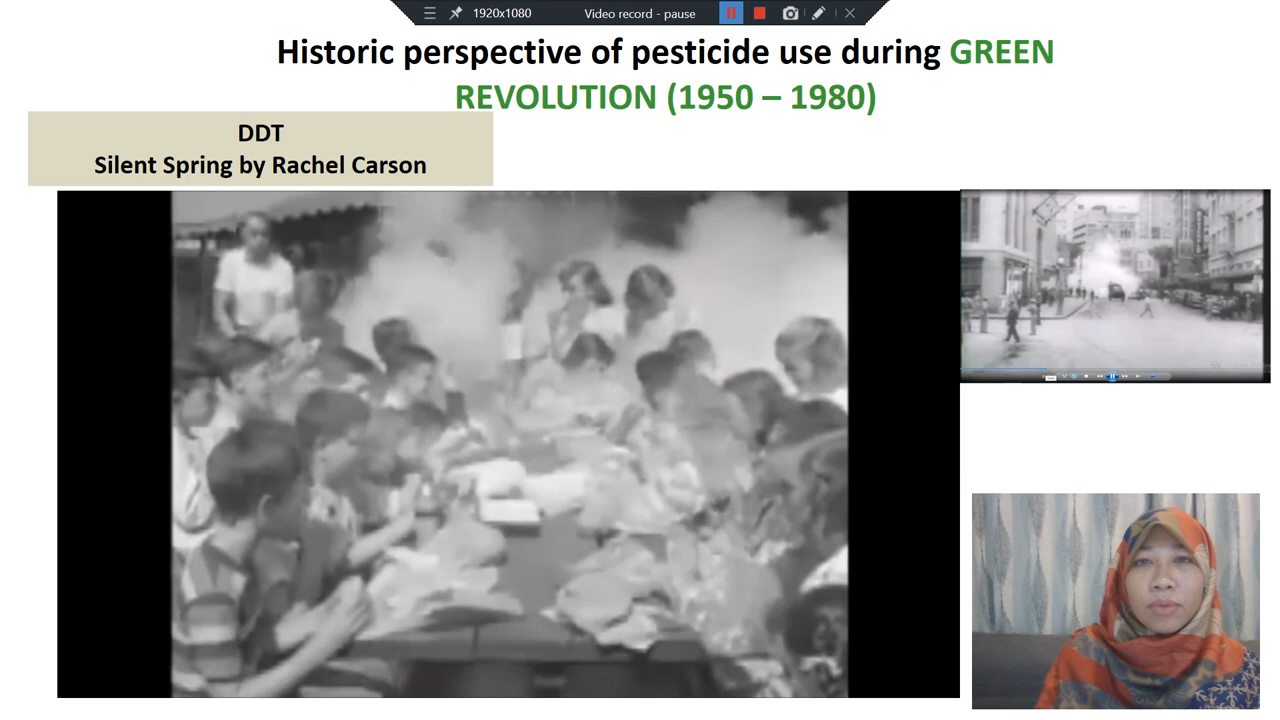 1920x1080
Video record - pause
Historic perspective of pesticide use during GREEN
REVOLUTION (1950 – 1980)
DDT
Silent Spring by Rachel Carson